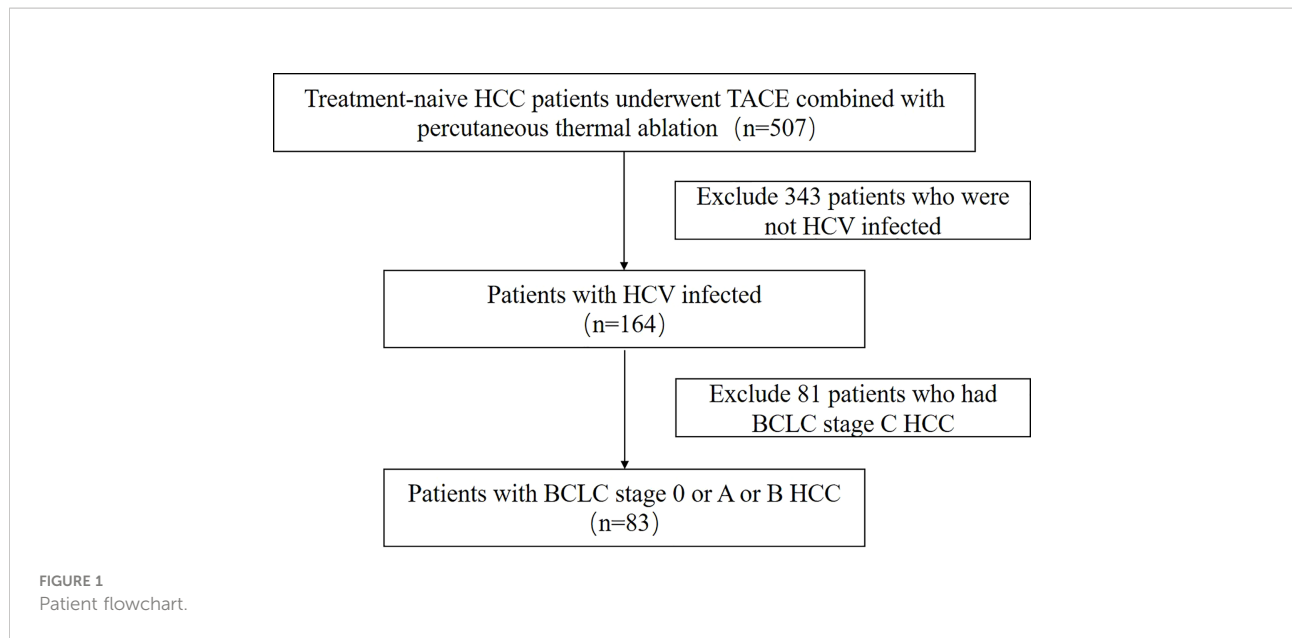 Treatment-naive HCC patients underwent TACE combined with
percutaneous thermal ablation（n=507）
Exclude 343 patients who were
not HCV infected
Patients with HCV infected
（n=164）
Exclude 81 patients who had
BCLC stage C HCC
Patients with BCLC stage 0 or A or B HCC
（n=83）
FIGURE 1
Patient flowchart.